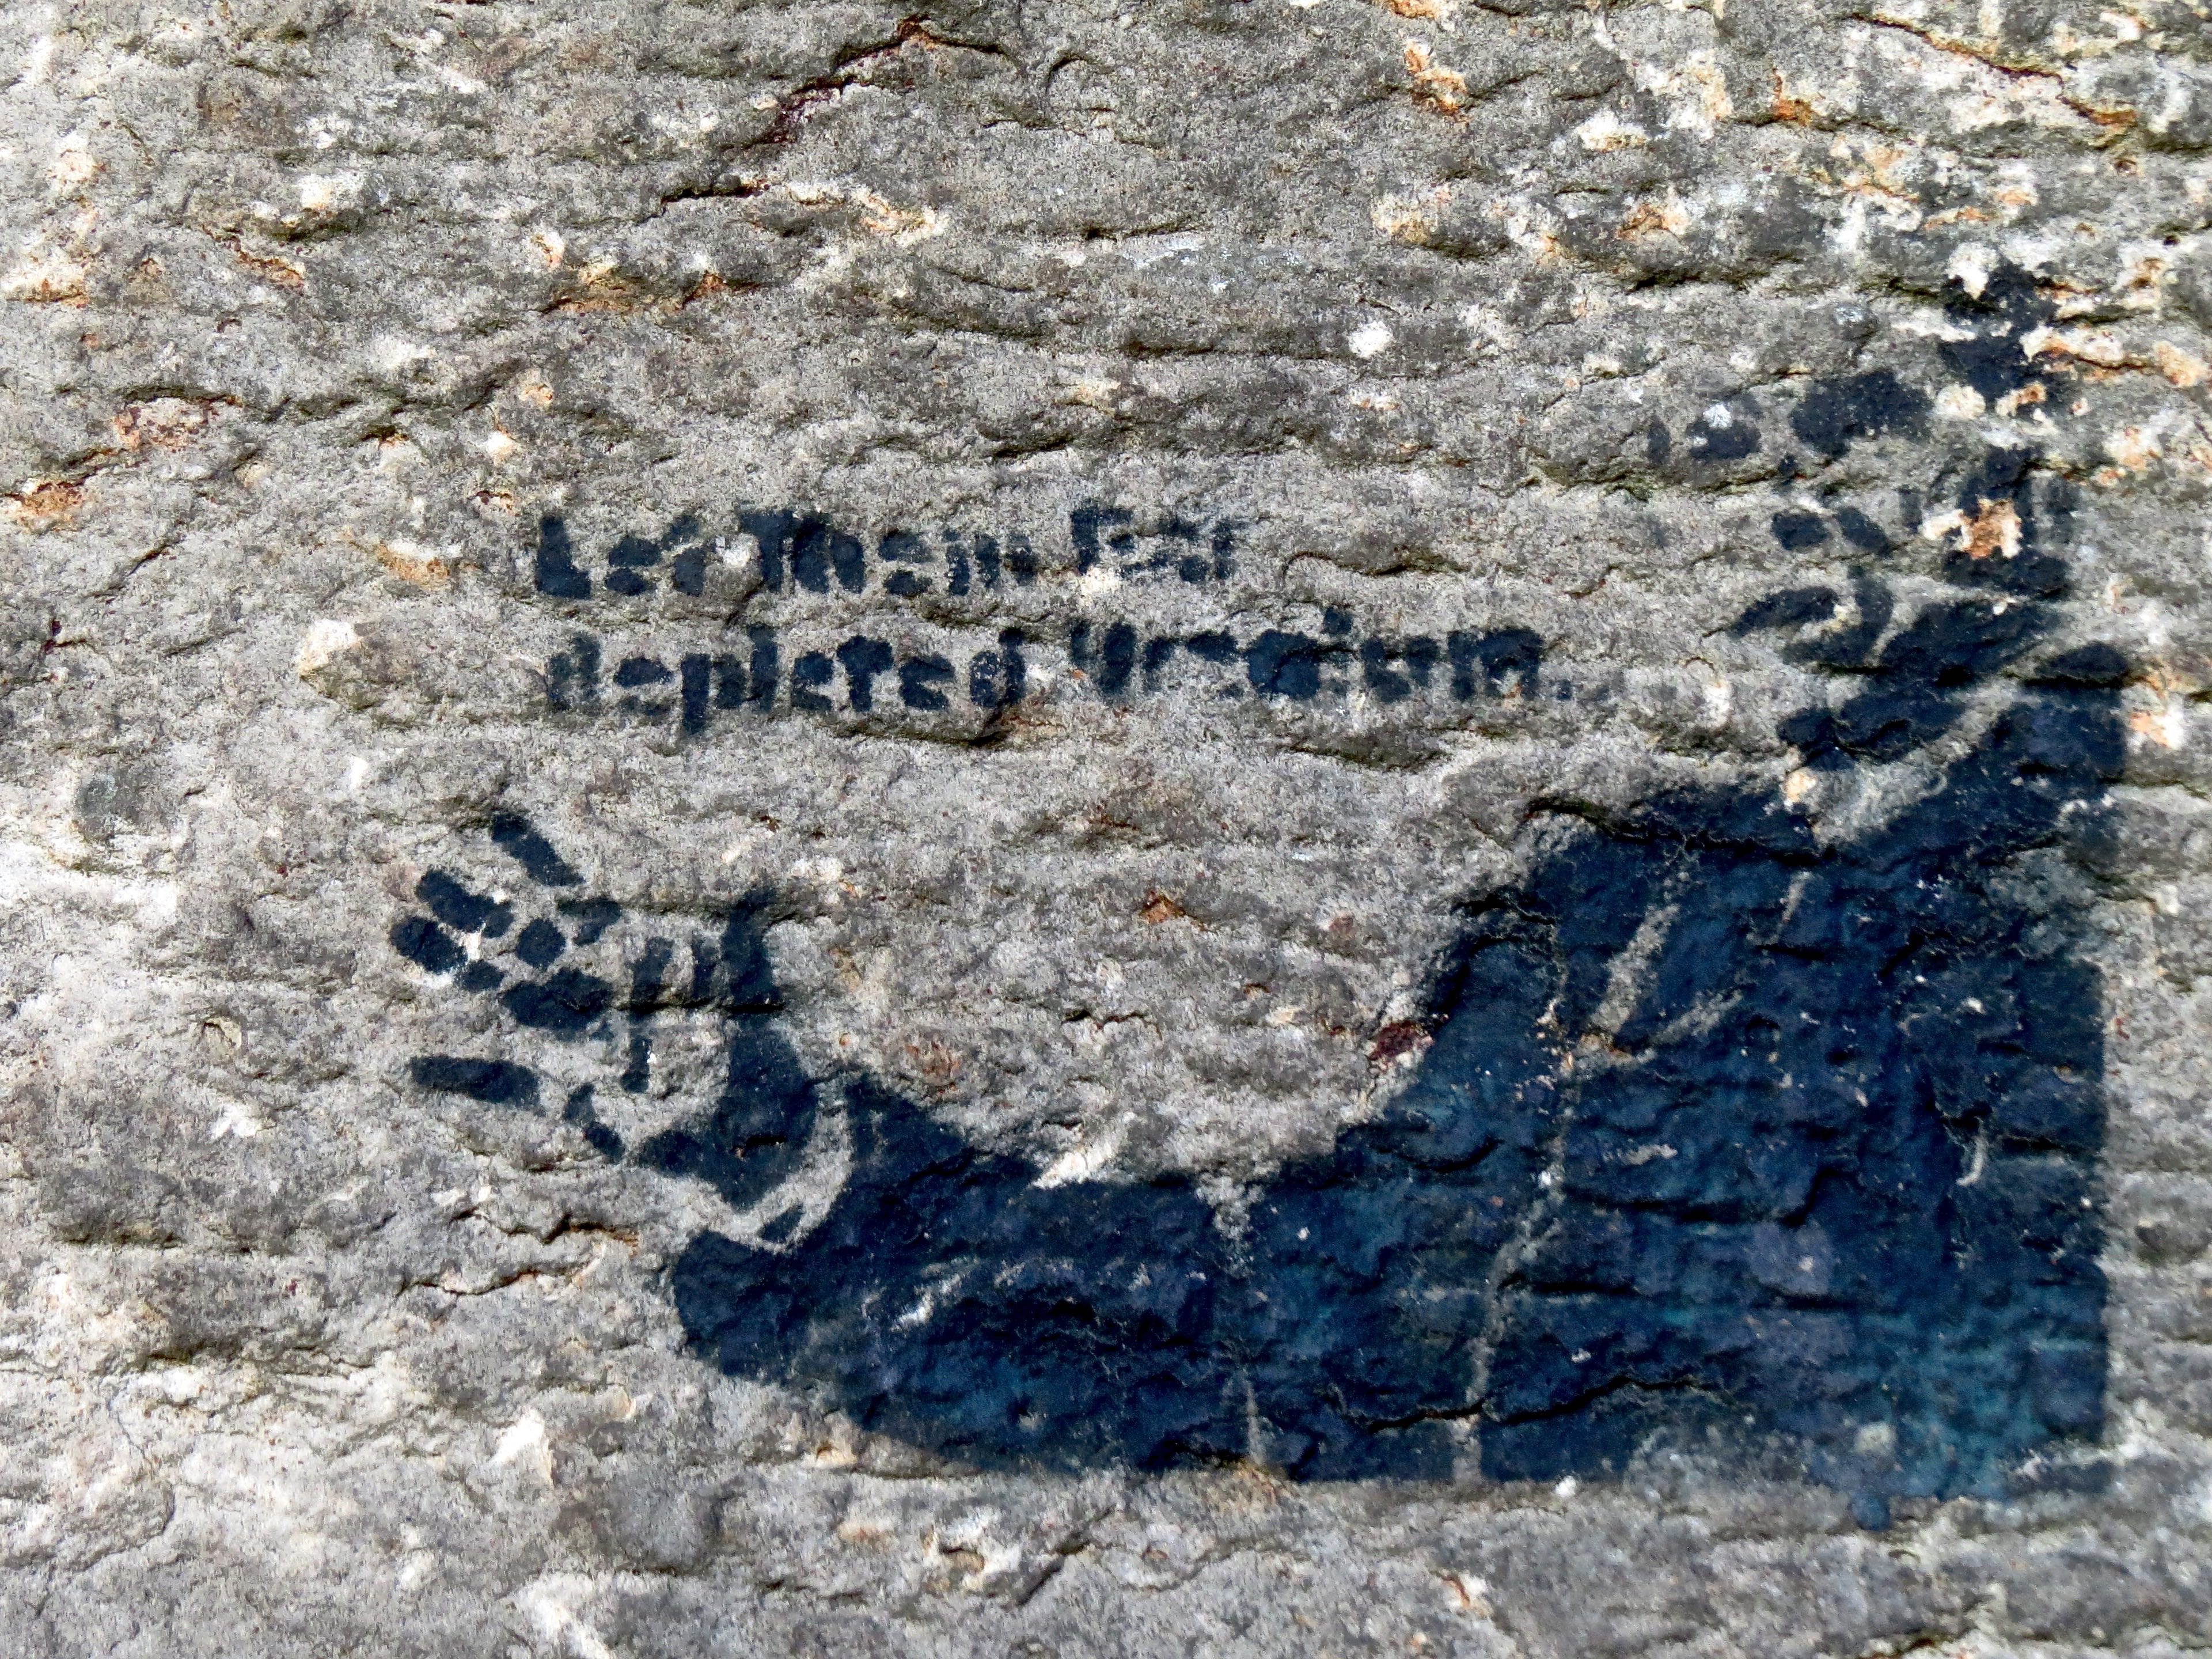 Let Them Eat
depleted Uranium.